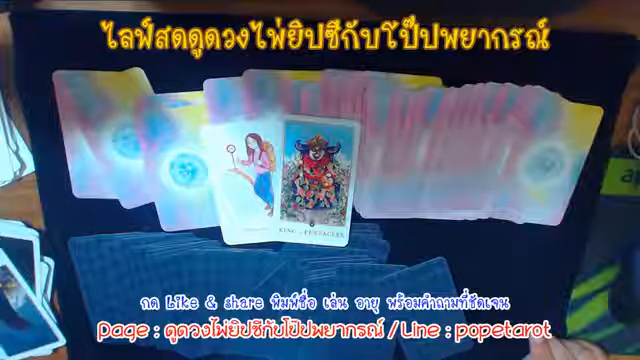 ไลฟ์สดดูดวงไพ่ยิปซีกับโป๊ปพยากรณ์
KING of PENTACLES
กด Like & share พิมพ์ชื่อ เล่น อายุ พร้อมคำถามที่ชัดเจน
Page : ดูดวงไพ่ยิปซีกับโป๊ปพยากรณ์ / Line : popetarot